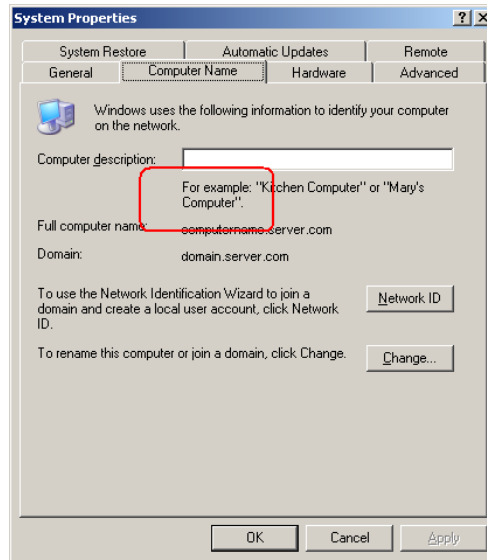 System Properties
System Restore Automatic Updates Remote
General Computer Name Hardware Advanced
Windows uses the following information to identify your computer
on the network.
Computer description:
For example: "Kitchen Computer" or "Mary's
Computer".
Full computer name: computername.server.com
Domain: domain.server.com
To use the Network Identification Wizard to join a
domain and create a local user account, click Network
ID.
Network ID
To rename this computer or join a domain, click Change.
Change...
OK Cancel Apply